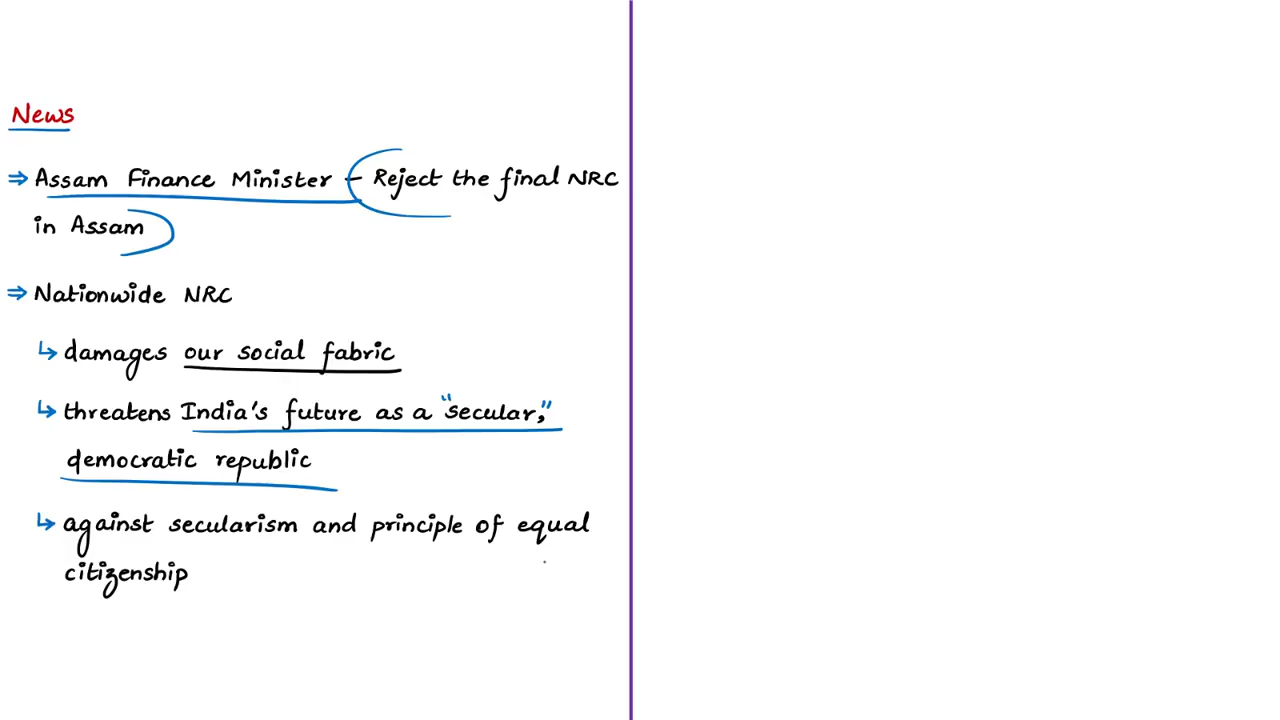 News
⇒ Assam Finance Minister - Reject the final NRC
in Assam
⇒ Nationwide NRC
↳ damages our social fabric
↳ threatens India's future as a "secular,"
democratic republic
↳ against secularism and principle of equal
citizenship